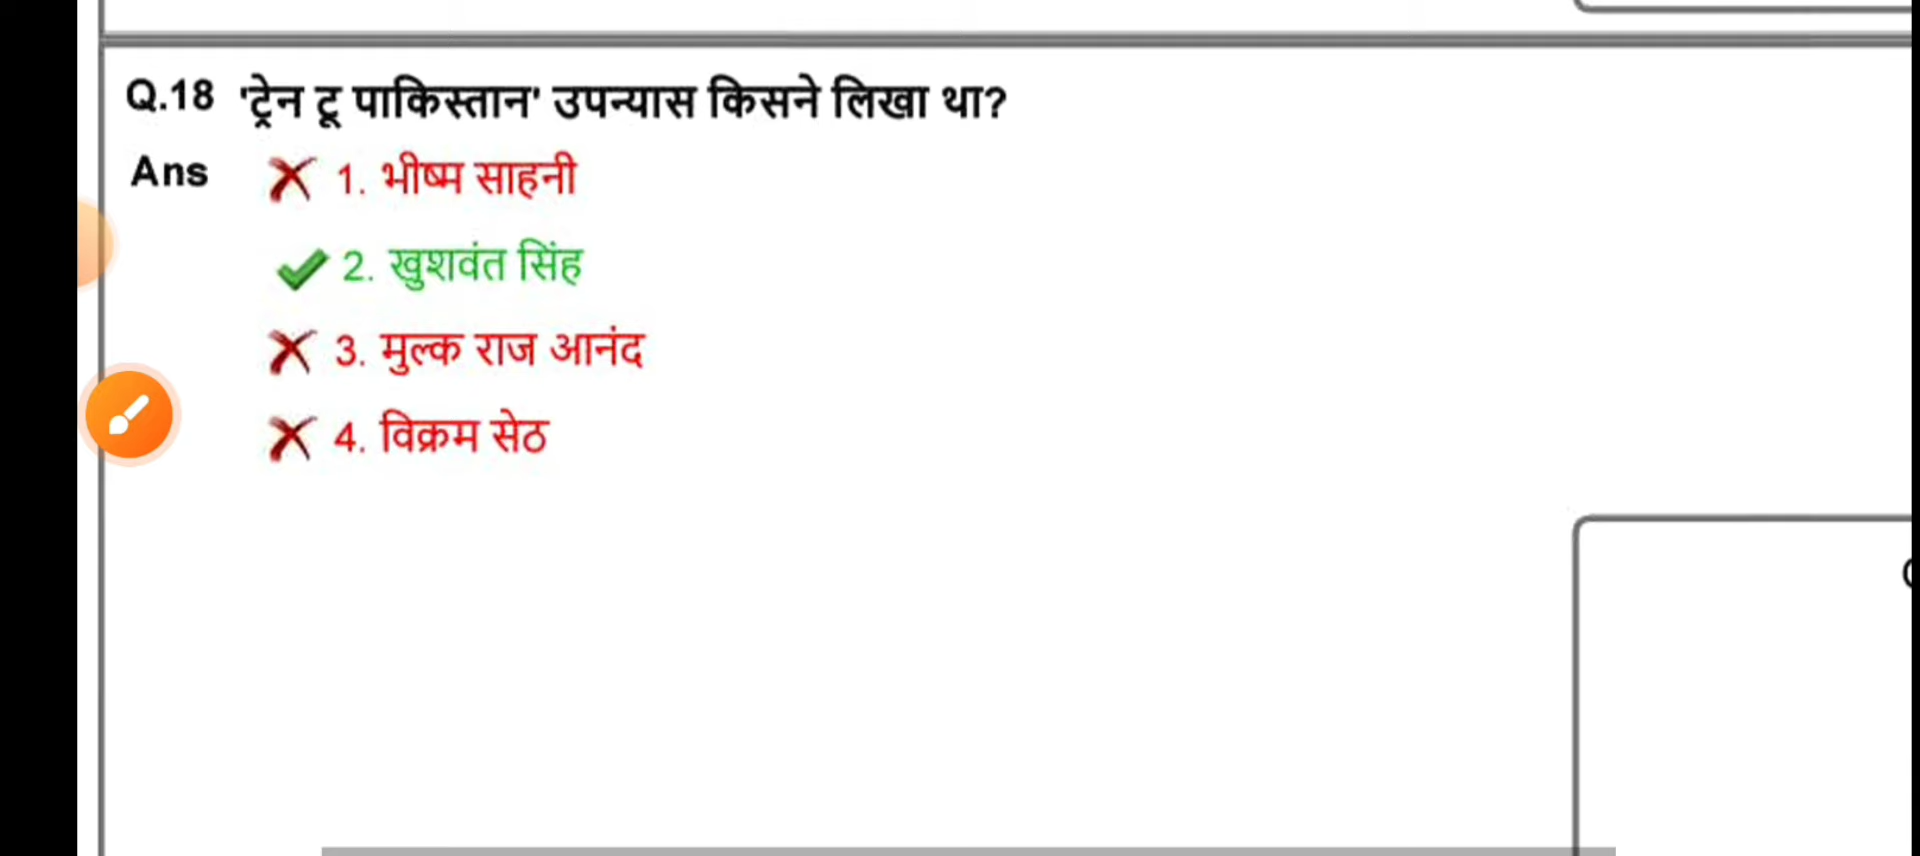 Q.18 'ट्रेन टू पाकिस्तान' उपन्यास किसने लिखा था?
Ans 1. भीष्म साहनी
2. खुशवंत सिंह
3. मुल्क राज आनंद
4. विक्रम सेठ